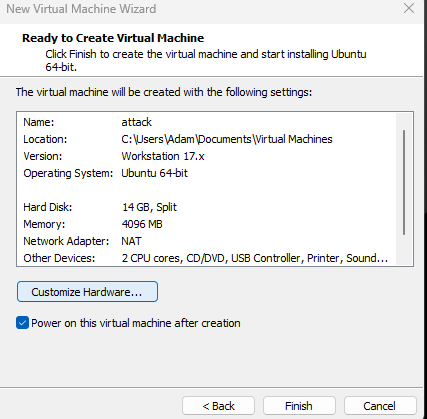 New Virtual Machine Wizard
Ready to Create Virtual Machine
Click Finish to create the virtual machine and start installing Ubuntu
64-bit.
The virtual machine will be created with the following settings:
Name: attack
Location: C:\Users\Adam\Documents\Virtual Machines
Version: Workstation 17.x
Operating System: Ubuntu 64-bit
Hard Disk: 14 GB, Split
Memory: 4096 MB
Network Adapter: NAT
Other Devices: 2 CPU cores, CD/DVD, USB Controller, Printer, Sound...
Customize Hardware...
Power on this virtual machine after creation
< Back Finish Cancel